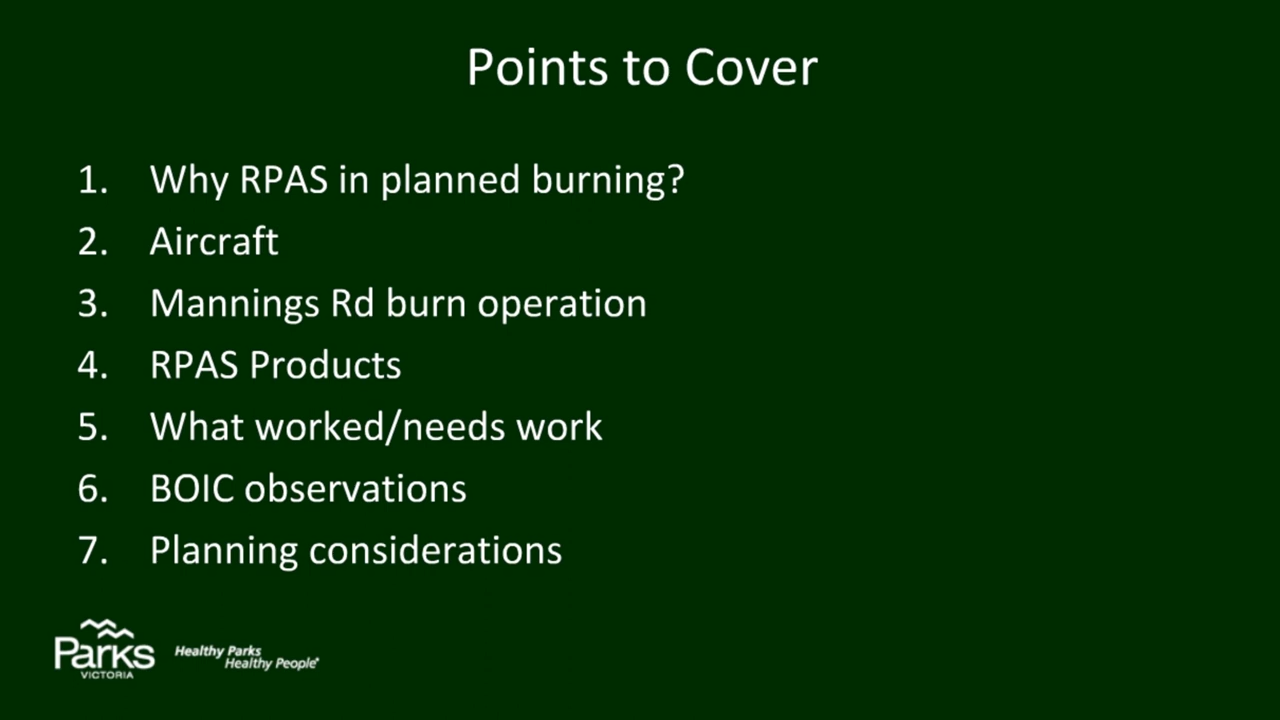 Points to Cover
1. Why RPAS in planned burning?
2. Aircraft
3. Mannings Rd burn operation
4. RPAS Products
5. What worked/needs work
6. BOIC observations
7. Planning considerations
Parks
VICTORIA
Healthy Parks
Healthy People®